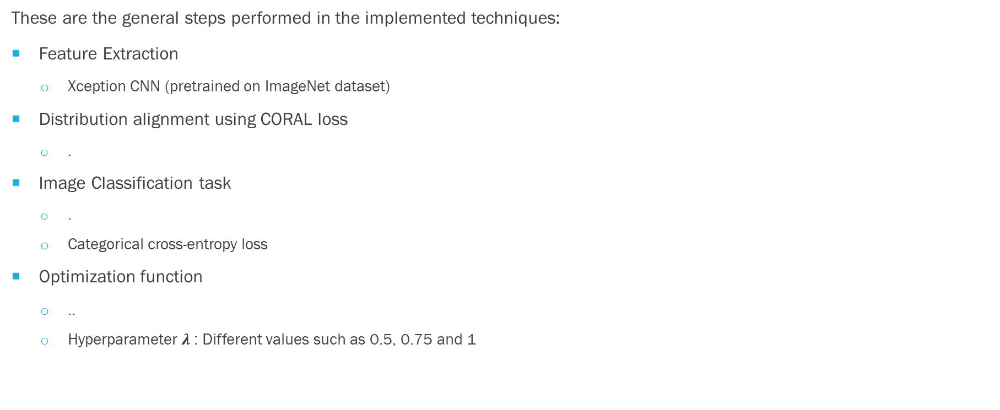 These are the general steps performed in the implemented techniques:
Feature Extraction
Xception CNN (pretrained on ImageNet dataset)
Distribution alignment using CORAL loss
.
Image Classification task
.
Categorical cross-entropy loss
Optimization function
..
Hyperparameter λ : Different values such as 0.5, 0.75 and 1